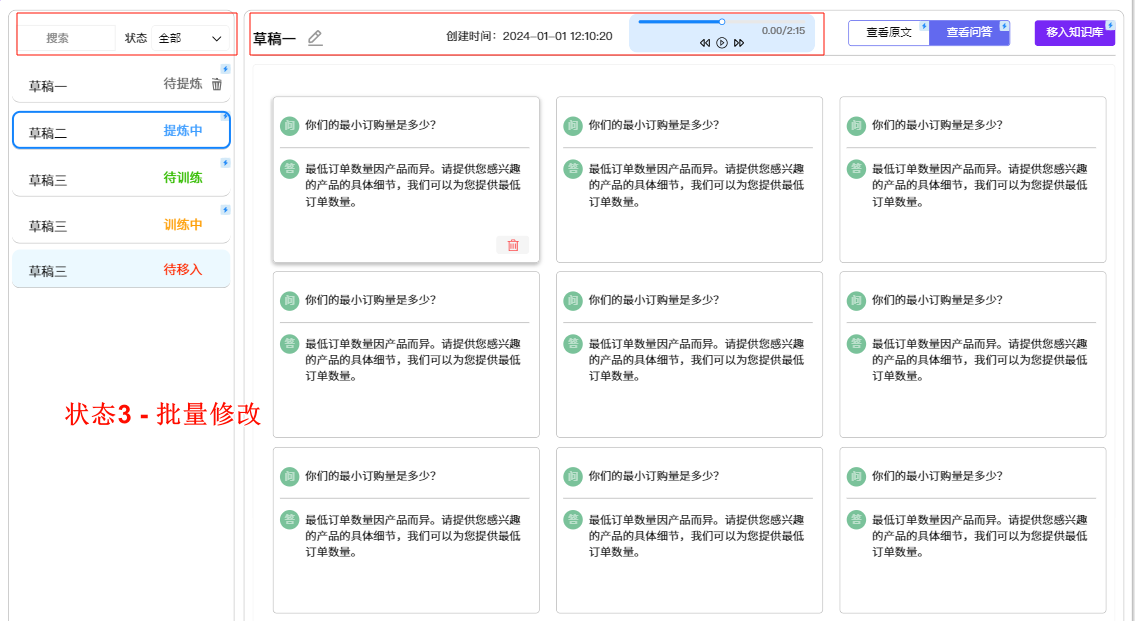 搜索 状态 全部
草稿一 待提炼
草稿二 提炼中
草稿三 待训练
草稿三 训练中
草稿三 待移入
状态3 - 批量修改
草稿一 创建时间：2024-01-01 12:10:20 0.00/2:15 查看原文 查看问答 移入知识库
问 你们的最小订购量是多少?
答 最低订单数量因产品而异。请提供您感兴趣
的产品的具体细节，我们可以为您提供最低
订单数量。
问 你们的最小订购量是多少?
答 最低订单数量因产品而异。请提供您感兴趣
的产品的具体细节，我们可以为您提供最低
订单数量。
问 你们的最小订购量是多少?
答 最低订单数量因产品而异。请提供您感兴趣
的产品的具体细节，我们可以为您提供最低
订单数量。
问 你们的最小订购量是多少?
答 最低订单数量因产品而异。请提供您感兴趣
的产品的具体细节，我们可以为您提供最低
订单数量。
问 你们的最小订购量是多少?
答 最低订单数量因产品而异。请提供您感兴趣
的产品的具体细节，我们可以为您提供最低
订单数量。
问 你们的最小订购量是多少?
答 最低订单数量因产品而异。请提供您感兴趣
的产品的具体细节，我们可以为您提供最低
订单数量。
问 你们的最小订购量是多少?
答 最低订单数量因产品而异。请提供您感兴趣
的产品的具体细节，我们可以为您提供最低
订单数量。
问 你们的最小订购量是多少?
答 最低订单数量因产品而异。请提供您感兴趣
的产品的具体细节，我们可以为您提供最低
订单数量。
问 你们的最小订购量是多少?
答 最低订单数量因产品而异。请提供您感兴趣
的产品的具体细节，我们可以为您提供最低
订单数量。